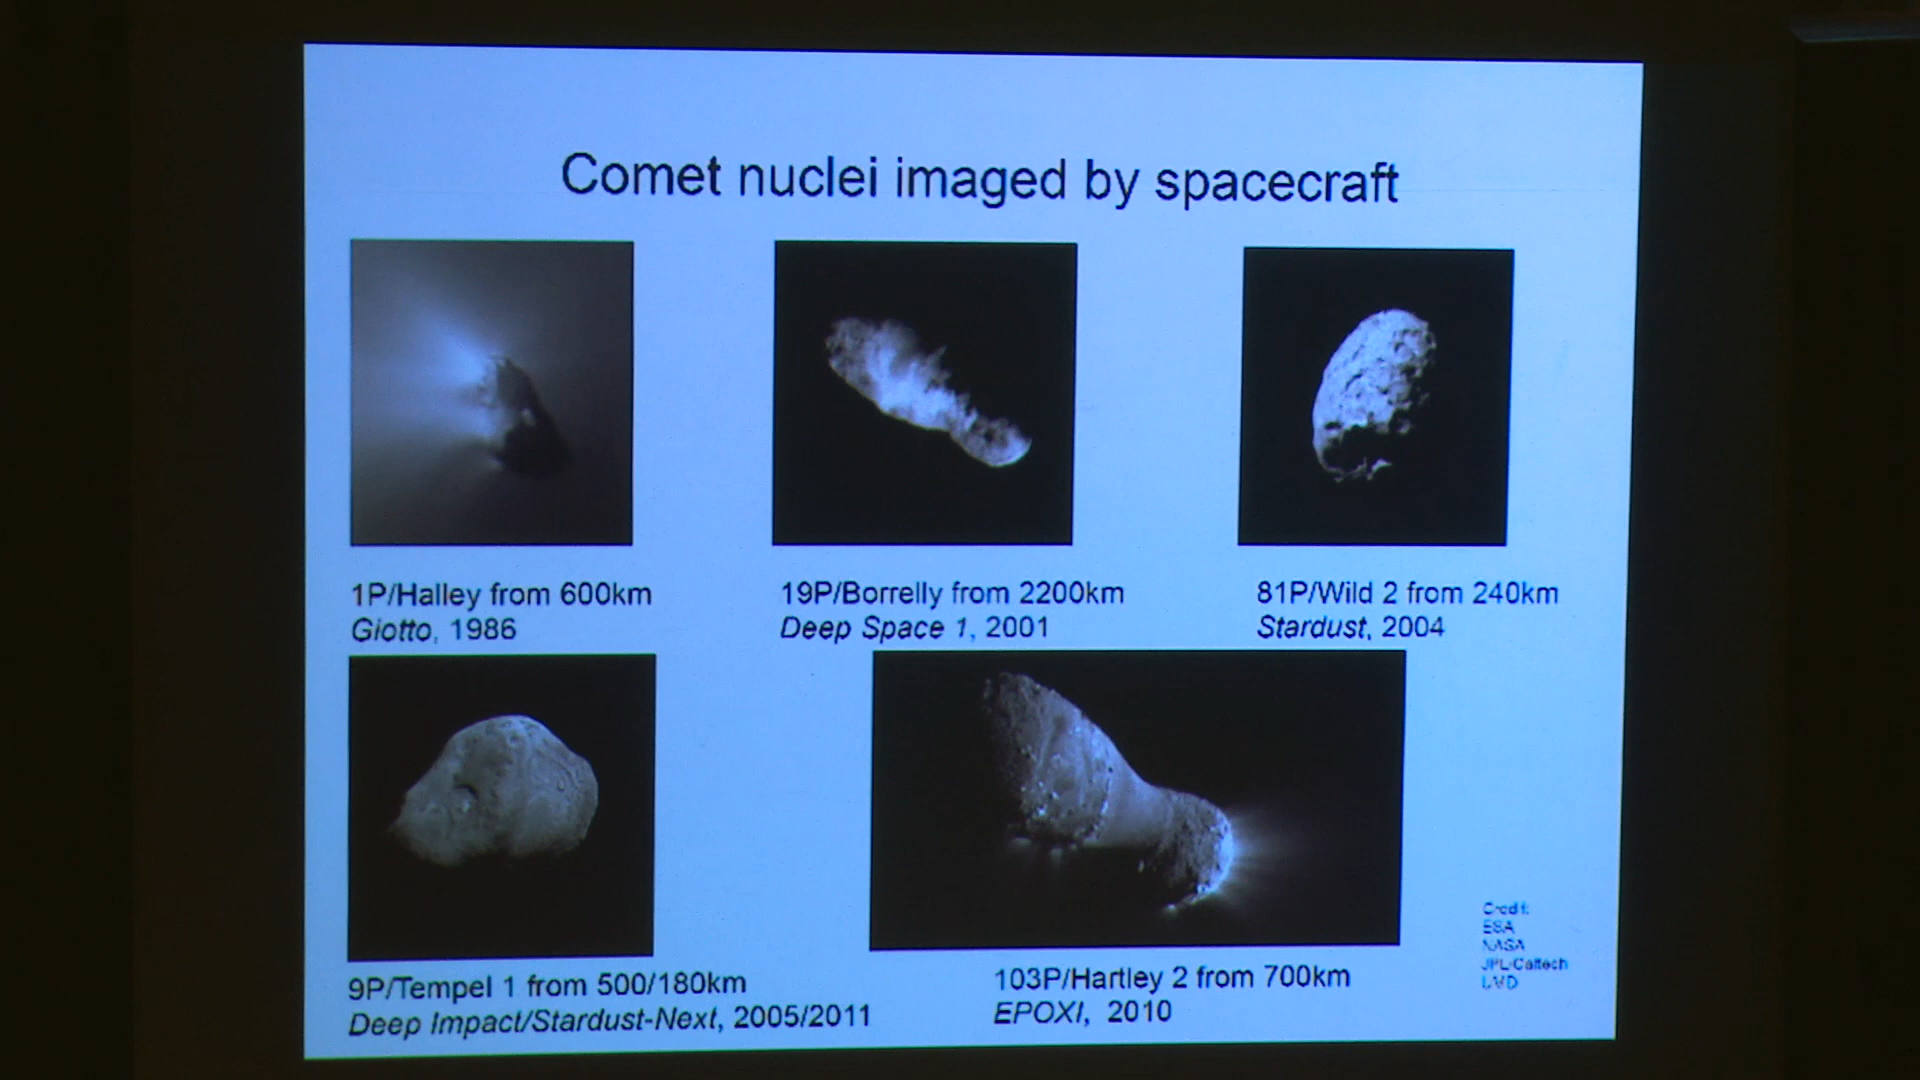 Comet nuclei imaged by spacecraft
1P/Halley from 600km
Giotto, 1986
19P/Borrelly from 2200km
Deep Space 1, 2001
81P/Wild 2 from 240km
Stardust, 2004
9P/Tempel 1 from 500/180km
Deep Impact/Stardust-Next, 2005/2011
103P/Hartley 2 from 700km
EPOXI, 2010
Credit:
ESA
NASA
JPL-Caltech